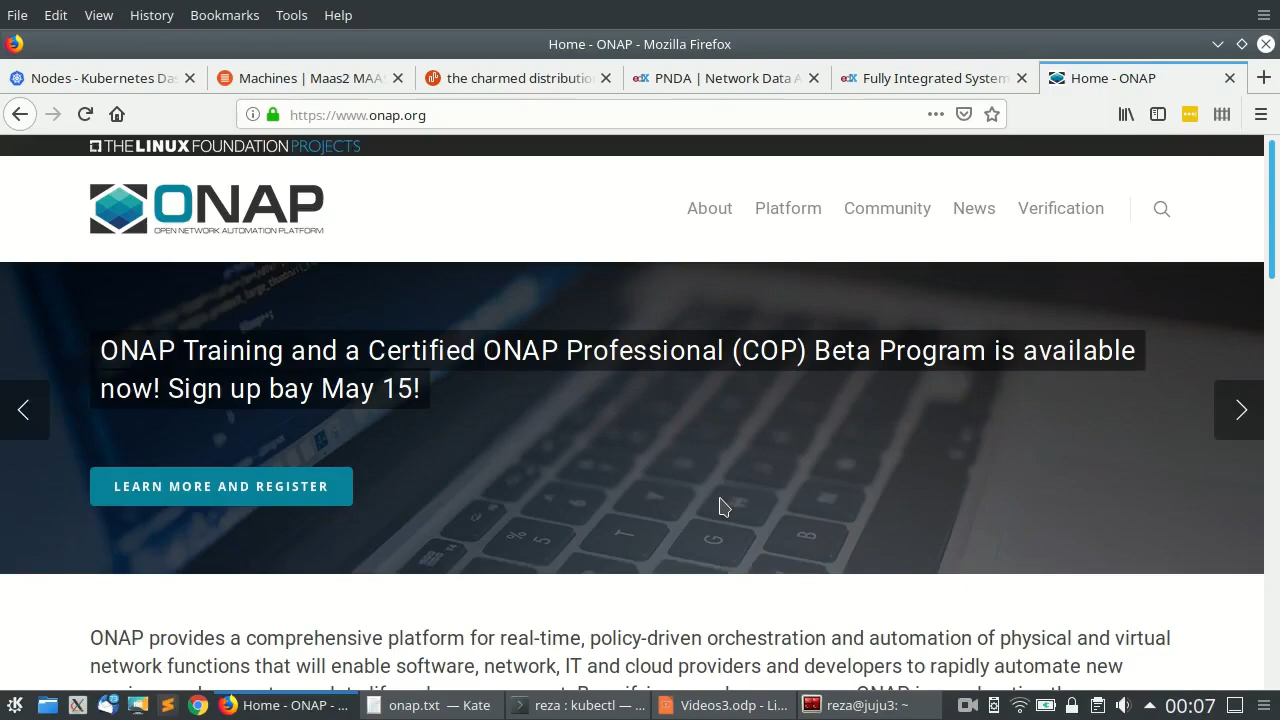 File Edit View History Bookmarks Tools Help
Home - ONAP - Mozilla Firefox
Nodes - Kubernetes Das
Machines | Maas2 MAAS
the charmed distributio
edX PNDA | Network Data A
edX Fully Integrated System
Home - ONAP
https://www.onap.org
THE LINUX FOUNDATION PROJECTS
ONAP
OPEN NETWORK AUTOMATION PLATFORM
About Platform Community News Verification
ONAP Training and a Certified ONAP Professional (COP) Beta Program is available
now! Sign up bay May 15!
LEARN MORE AND REGISTER
ONAP provides a comprehensive platform for real-time, policy-driven orchestration and automation of physical and virtual
network functions that will enable software, network, IT and cloud providers and developers to rapidly automate new
Home - ONAP - ...
onap.txt — Kate
reza : kubectl — ...
Videos3.odp - Li...
reza@juju3: ~
00:07